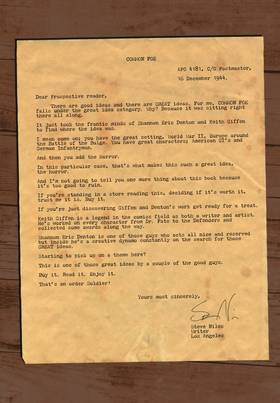 COMMON FOE
APO 4181, C/O Postmaster
16 December 1944.
Dear Prospective reader,
There are good ideas and there are GREAT ideas. For me, COMMON FOE
falls under the great idea category. Why? Because it was sitting right
there all along.
It just took the frantic minds of Shannon Eric Denton and Keith Giffen
to find where the idea was.
I mean come on; you have the great setting, World War II, Europe around
the Battle of the Bulge. You have great characters; American GI's and
German Infantryman.
And then you add the horror.
In this particular case, that's what makes this such a great idea,
the horror.
And I'm not going to tell you one more thing about this book because
it's too good to ruin.
If you're standing in a store reading this, deciding if it's worth it,
trust me it is. Buy it.
If you're just discovering Giffen and Denton's work get ready for a treat.
Keith Giffen is a legend in the comics field as both a writer and artist.
He's worked on every character from Dr. Fate to the Defenders and
collected some awards along the way.
Shannon Eric Denton is one of those guys who acts all nice and reserved
but inside he's a creative dynamo constantly on the search for those
GREAT ideas.
Starting to pick up on a theme here?
This is one of those great ideas by a couple of the good guys.
Buy it. Read it. Enjoy it.
That's an order Soldier!
Yours most sincerely,
Steve Niles
Writer
Los Angeles